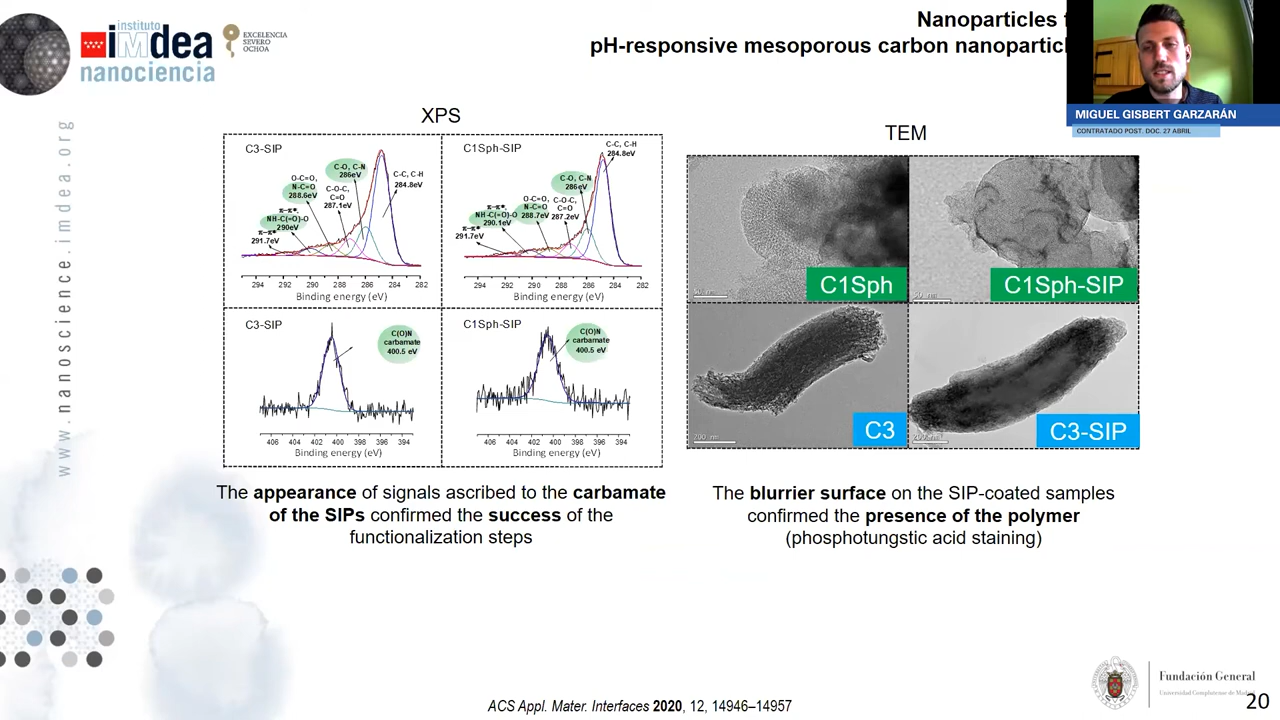 instituto
iMdea
nanociencia
EXCELENCIA
SEVERO
OCHOA
Nanoparticles
pH-responsive mesoporous carbon
MIGUEL GISBERT GARZARÁN
CONTRATADO POST. DOC. 27 ABRIL
www.nanoscience.imdea.org
XPS
C3-SIP
C-O, C-N
286eV
O-C=O,
N-C=O
288.6eV
C-O-C,
C=O
287.1eV
C-C, C-H
284.8eV
π-π*,
NH-C(=O)-O
290eV
π-π*
291.7eV
294 292 290 288 286 284 282
Binding energy (eV)
C1Sph-SIP
C-C, C-H
284.8eV
C-O, C-N
286eV
O-C=O,
N-C=O
288.7eV
C-O-C,
C=O
287.2eV
π-π*,
NH-C(=O)-O
290.1eV
π-π*
291.7eV
294 292 290 288 286 284 282
Binding energy (eV)
C3-SIP
C(O)N
carbamate
400.5 eV
406 404 402 400 398 396 394
Binding energy (eV)
C1Sph-SIP
C(O)N
carbamate
400.5 eV
406 404 402 400 398 396 394
Binding energy (eV)
The appearance of signals ascribed to the carbamate
of the SIPs confirmed the success of the
functionalization steps
TEM
C1Sph
C1Sph-SIP
C3
200 nm
C3-SIP
The blurrier surface on the SIP-coated samples
confirmed the presence of the polymer
(phosphotungstic acid staining)
ACS Appl. Mater. Interfaces 2020, 12, 14946–14957
Fundación General
Universidad Complutense de
20